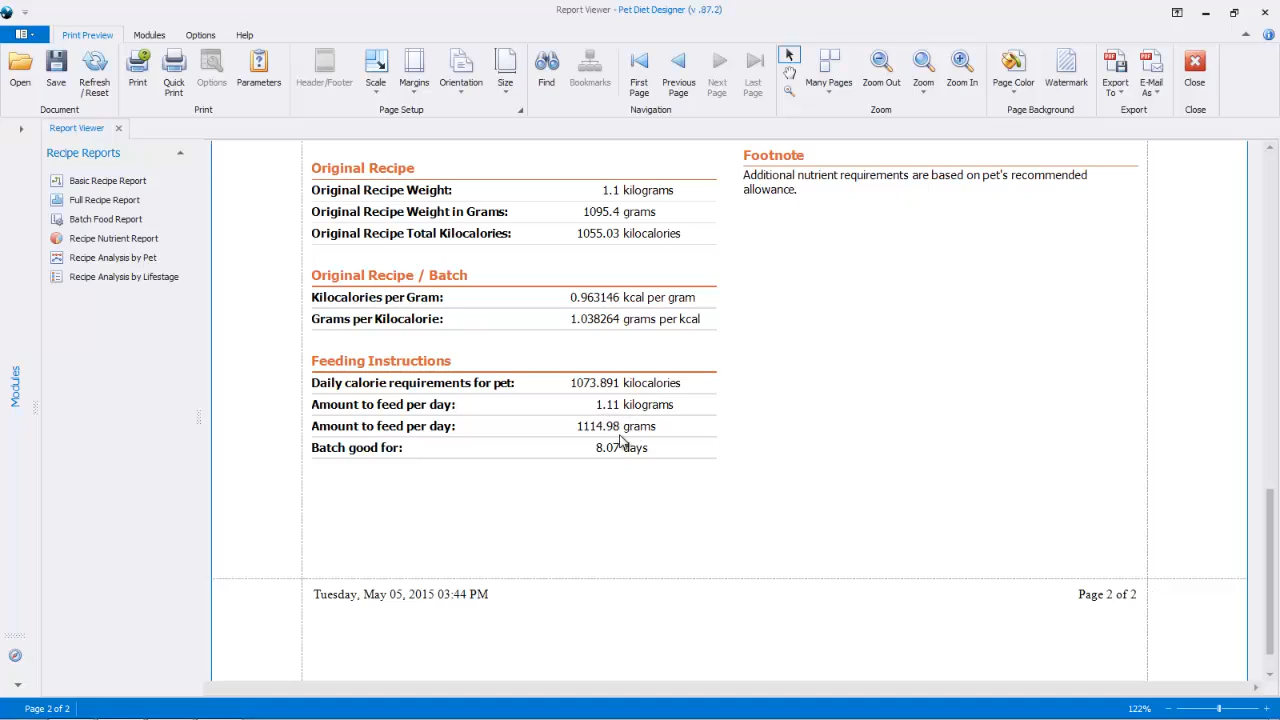 Report Viewer - Pet Diet Designer (v .87.2)
Print Preview Modules Options Help
Open Save Refresh / Reset Print Quick Print Options Parameters Header/Footer Scale Margins Orientation Size Find Bookmarks First Page Previous Page Next Page Last Page Many Pages Zoom Out Zoom Zoom In Page Color Watermark Export To E-Mail As Close
Document Print Page Setup Navigation Zoom Page Background Export Close
Report Viewer
Recipe Reports
Basic Recipe Report
Full Recipe Report
Batch Food Report
Recipe Nutrient Report
Recipe Analysis by Pet
Recipe Analysis by Lifestage
Modules
Original Recipe
Original Recipe Weight: 1.1 kilograms
Original Recipe Weight in Grams: 1095.4 grams
Original Recipe Total Kilocalories: 1055.03 kilocalories
Original Recipe / Batch
Kilocalories per Gram: 0.963146 kcal per gram
Grams per Kilocalorie: 1.038264 grams per kcal
Feeding Instructions
Daily calorie requirements for pet: 1073.891 kilocalories
Amount to feed per day: 1.11 kilograms
Amount to feed per day: 1114.98 grams
Batch good for: 8.07 days
Footnote
Additional nutrient requirements are based on pet's recommended
allowance.
Tuesday, May 05, 2015 03:44 PM Page 2 of 2
Page 2 of 2 122%